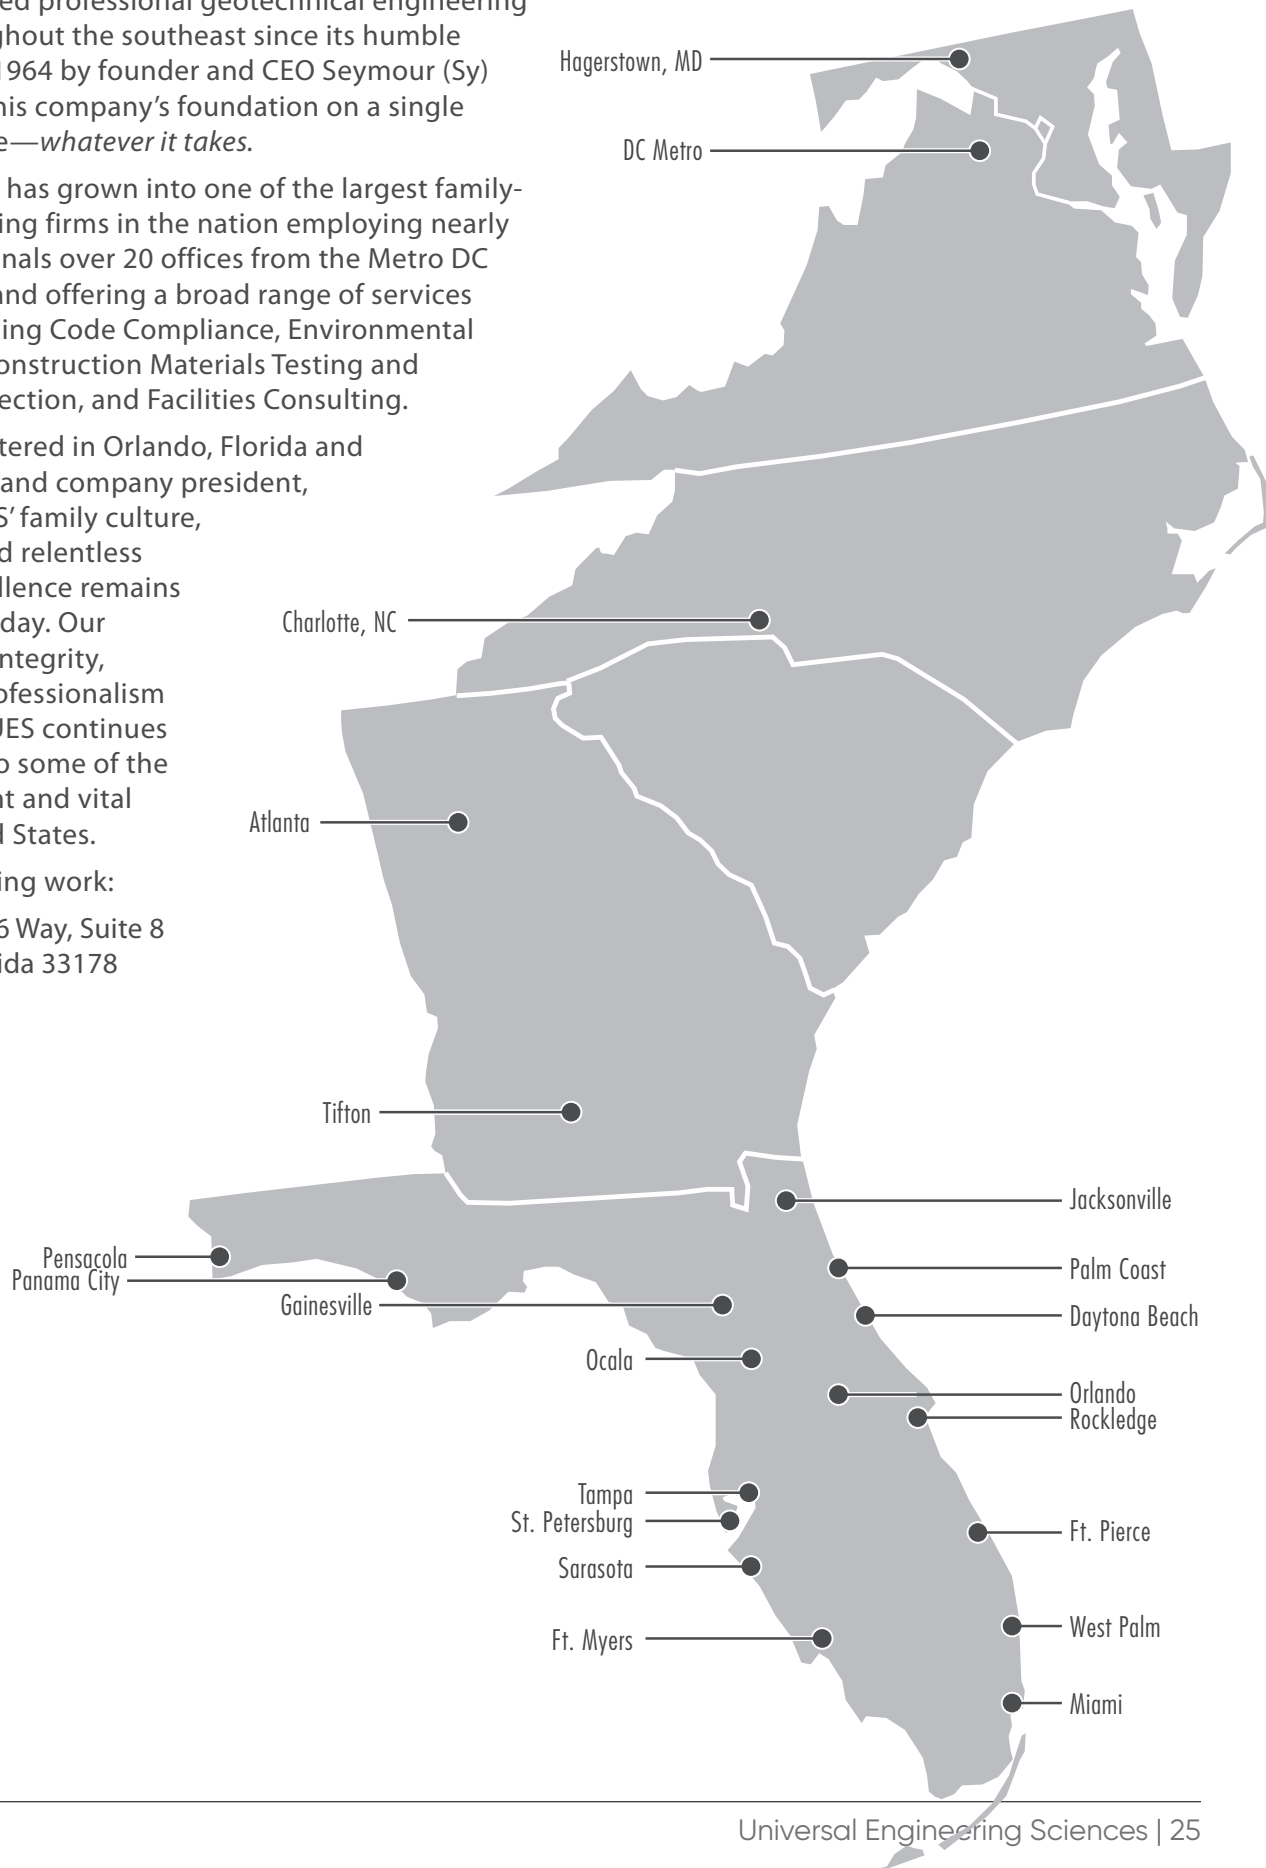 ed professional geotechnical engineering
ghout the southeast since its humble
1964 by founder and CEO Seymour (Sy)
his company’s foundation on a single
e—whatever it takes.
has grown into one of the largest family-
ing firms in the nation employing nearly
nals over 20 offices from the Metro DC
and offering a broad range of services
ing Code Compliance, Environmental
onstruction Materials Testing and
ection, and Facilities Consulting.
tered in Orlando, Florida and
and company president,
S’ family culture,
d relentless
llence remains
day. Our
ntegrity,
ofessionalism
UES continues
o some of the
nt and vital
d States.
ing work:
6 Way, Suite 8
ida 33178
Hagerstown, MD
DC Metro
Charlotte, NC
Atlanta
Tifton
Jacksonville
Pensacola
Panama City
Palm Coast
Gainesville
Daytona Beach
Ocala
Orlando
Rockledge
Tampa
St. Petersburg
Ft. Pierce
Sarasota
West Palm
Ft. Myers
Miami
Universal Engineering Sciences | 25